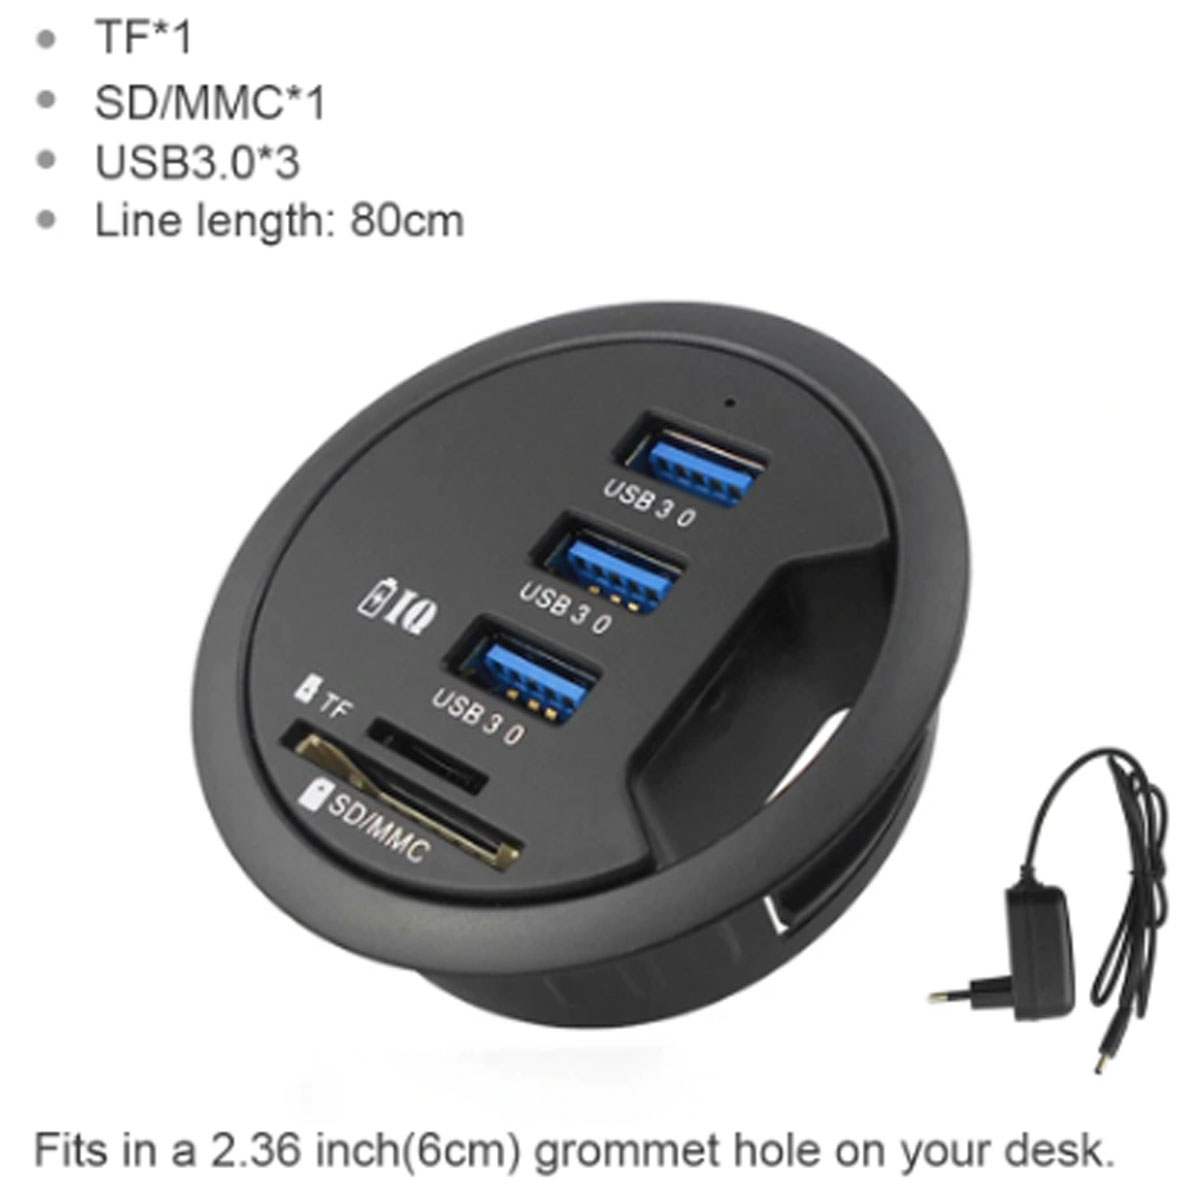 TF*1
SD/MMC*1
USB3.0*3
Line length: 80cm
USB 3 0
USB 3 0
IQ
USB 3 0
TF
SD/MMC
Fits in a 2.36 inch(6cm) grommet hole on your desk.